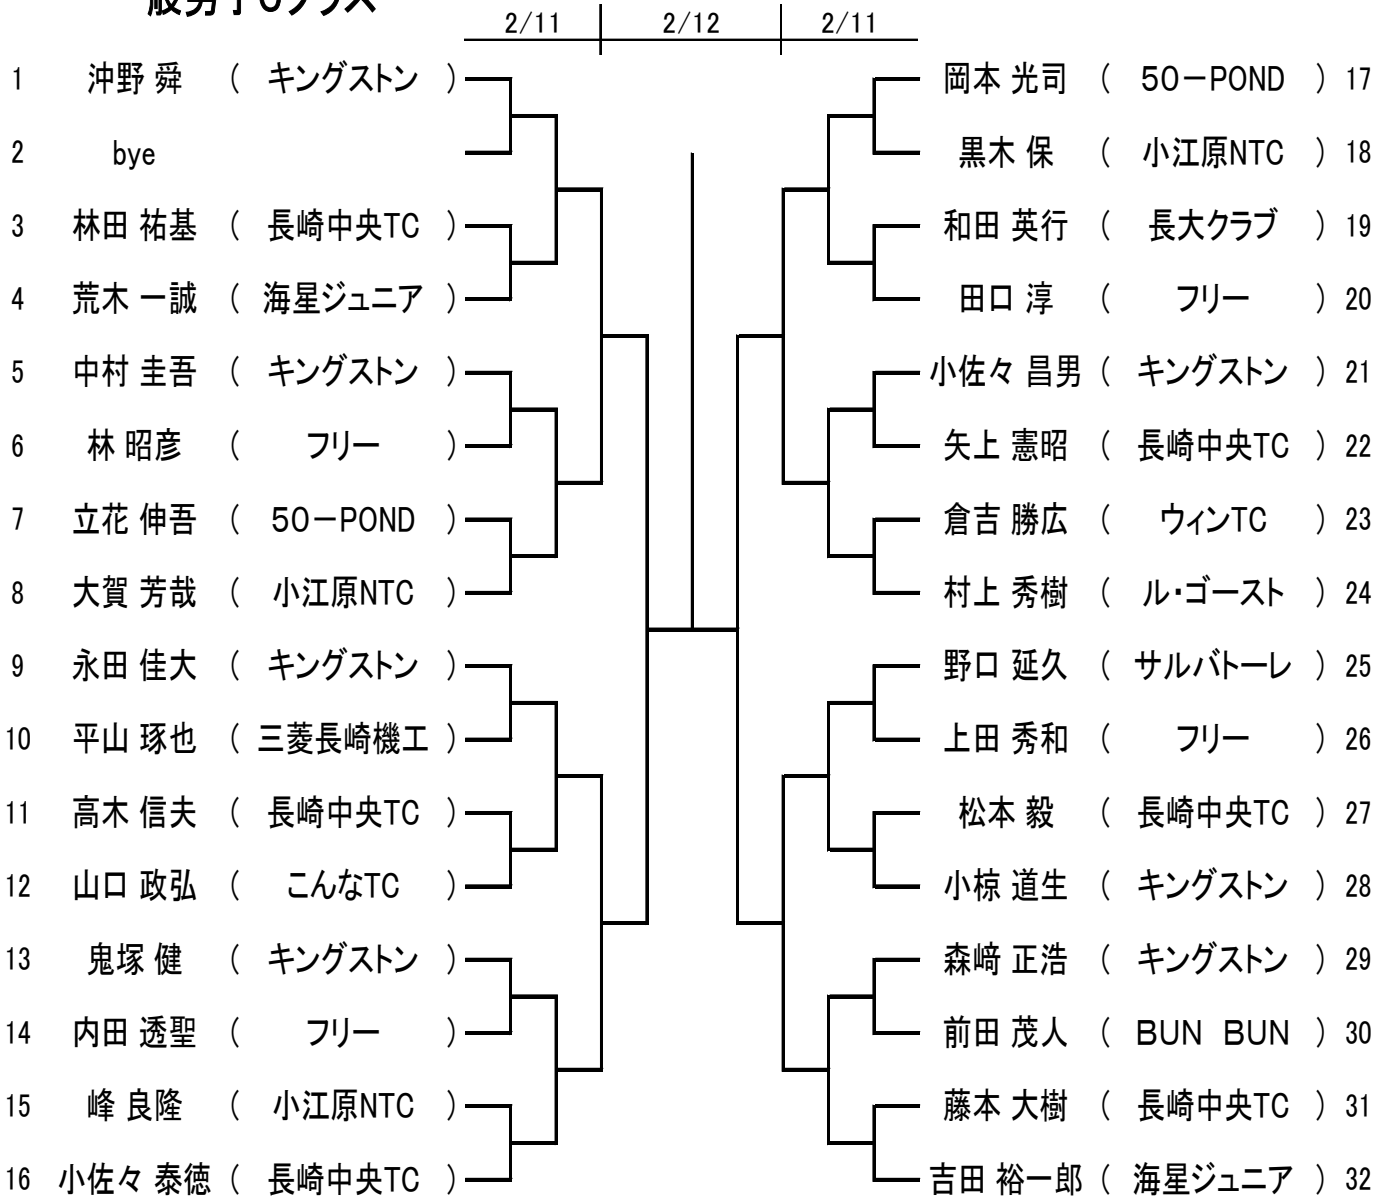 般男子Cクラス
2/11 2/12 2/11
1 沖野 舜 ( キングストン )
2 bye
3 林田 祐基 ( 長崎中央TC )
4 荒木 一誠 ( 海星ジュニア )
5 中村 圭吾 ( キングストン )
6 林 昭彦 ( フリー )
7 立花 伸吾 ( 50-POND )
8 大賀 芳哉 ( 小江原NTC )
9 永田 佳大 ( キングストン )
10 平山 琢也 ( 三菱長崎機工 )
11 高木 信夫 ( 長崎中央TC )
12 山口 政弘 ( こんなTC )
13 鬼塚 健 ( キングストン )
14 内田 透聖 ( フリー )
15 峰 良隆 ( 小江原NTC )
16 小佐々 泰徳 ( 長崎中央TC )
岡本 光司 ( 50-POND ) 17
黒木 保 ( 小江原NTC ) 18
和田 英行 ( 長大クラブ ) 19
田口 淳 ( フリー ) 20
小佐々 昌男 ( キングストン ) 21
矢上 憲昭 ( 長崎中央TC ) 22
倉吉 勝広 ( ウィンTC ) 23
村上 秀樹 ( ル・ゴースト ) 24
野口 延久 ( サルバトーレ ) 25
上田 秀和 ( フリー ) 26
松本 毅 ( 長崎中央TC ) 27
小椋 道生 ( キングストン ) 28
森﨑 正浩 ( キングストン ) 29
前田 茂人 ( BUN BUN ) 30
藤本 大樹 ( 長崎中央TC ) 31
吉田 裕一郎 ( 海星ジュニア ) 32